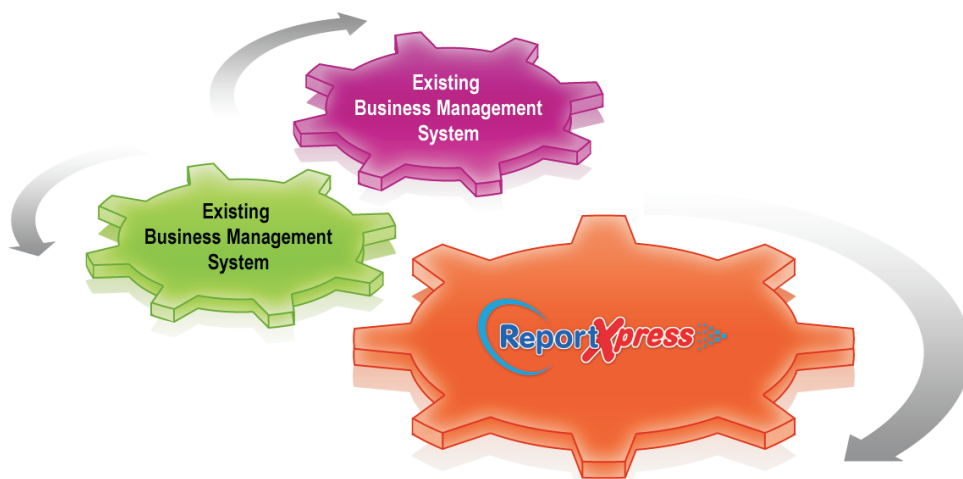 Existing
Business Management
System
Existing
Business Management
System
ReportXpress